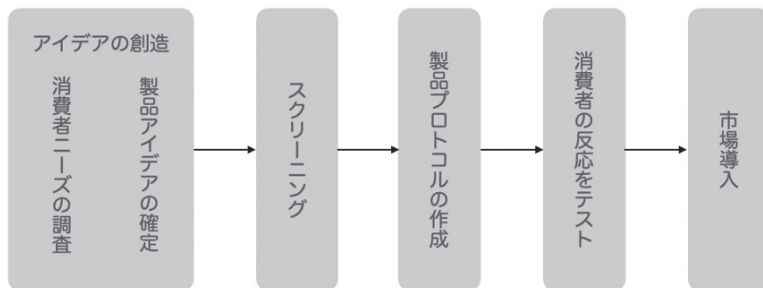 アイデアの創造
消費者ニーズの調査
製品アイデアの確定
スクリーニング
製品プロトコルの作成
消費者の反応をテスト
市場導入